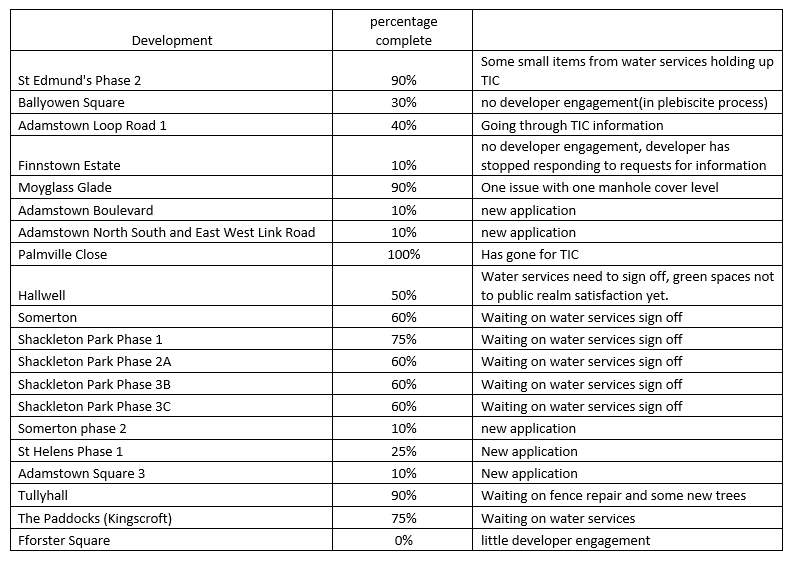 Development percentage complete
St Edmund's Phase 2 90% Some small items from water services holding up TIC
Ballyowen Square 30% no developer engagement(in plebiscite process)
Adamstown Loop Road 1 40% Going through TIC information
Finnstown Estate 10% no developer engagement, developer has stopped responding to requests for information
Moyglass Glade 90% One issue with one manhole cover level
Adamstown Boulevard 10% new application
Adamstown North South and East West Link Road 10% new application
Palmville Close 100% Has gone for TIC
Hallwell 50% Water services need to sign off, green spaces not to public realm satisfaction yet.
Somerton 60% Waiting on water services sign off
Shackleton Park Phase 1 75% Waiting on water services sign off
Shackleton Park Phase 2A 60% Waiting on water services sign off
Shackleton Park Phase 3B 60% Waiting on water services sign off
Shackleton Park Phase 3C 60% Waiting on water services sign off
Somerton phase 2 10% new application
St Helens Phase 1 25% New application
Adamstown Square 3 10% New application
Tullyhall 90% Waiting on fence repair and some new trees
The Paddocks (Kingscroft) 75% Waiting on water services
Fforster Square 0% little developer engagement